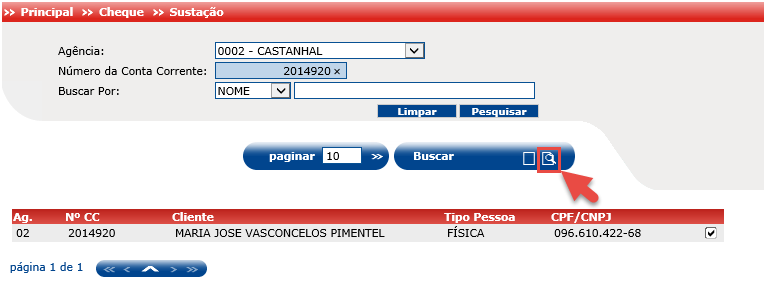 »» Principal »» Cheque »» Sustação
Agência: 0002 - CASTANHAL
Número da Conta Corrente: 2014920 ×
Buscar Por: NOME
Limpar Pesquisar
paginar 10 >> Buscar
Ag. Nº CC Cliente Tipo Pessoa CPF/CNPJ
02 2014920 MARIA JOSE VASCONCELOS PIMENTEL FÍSICA 096.610.422-68
página 1 de 1 << < > >>